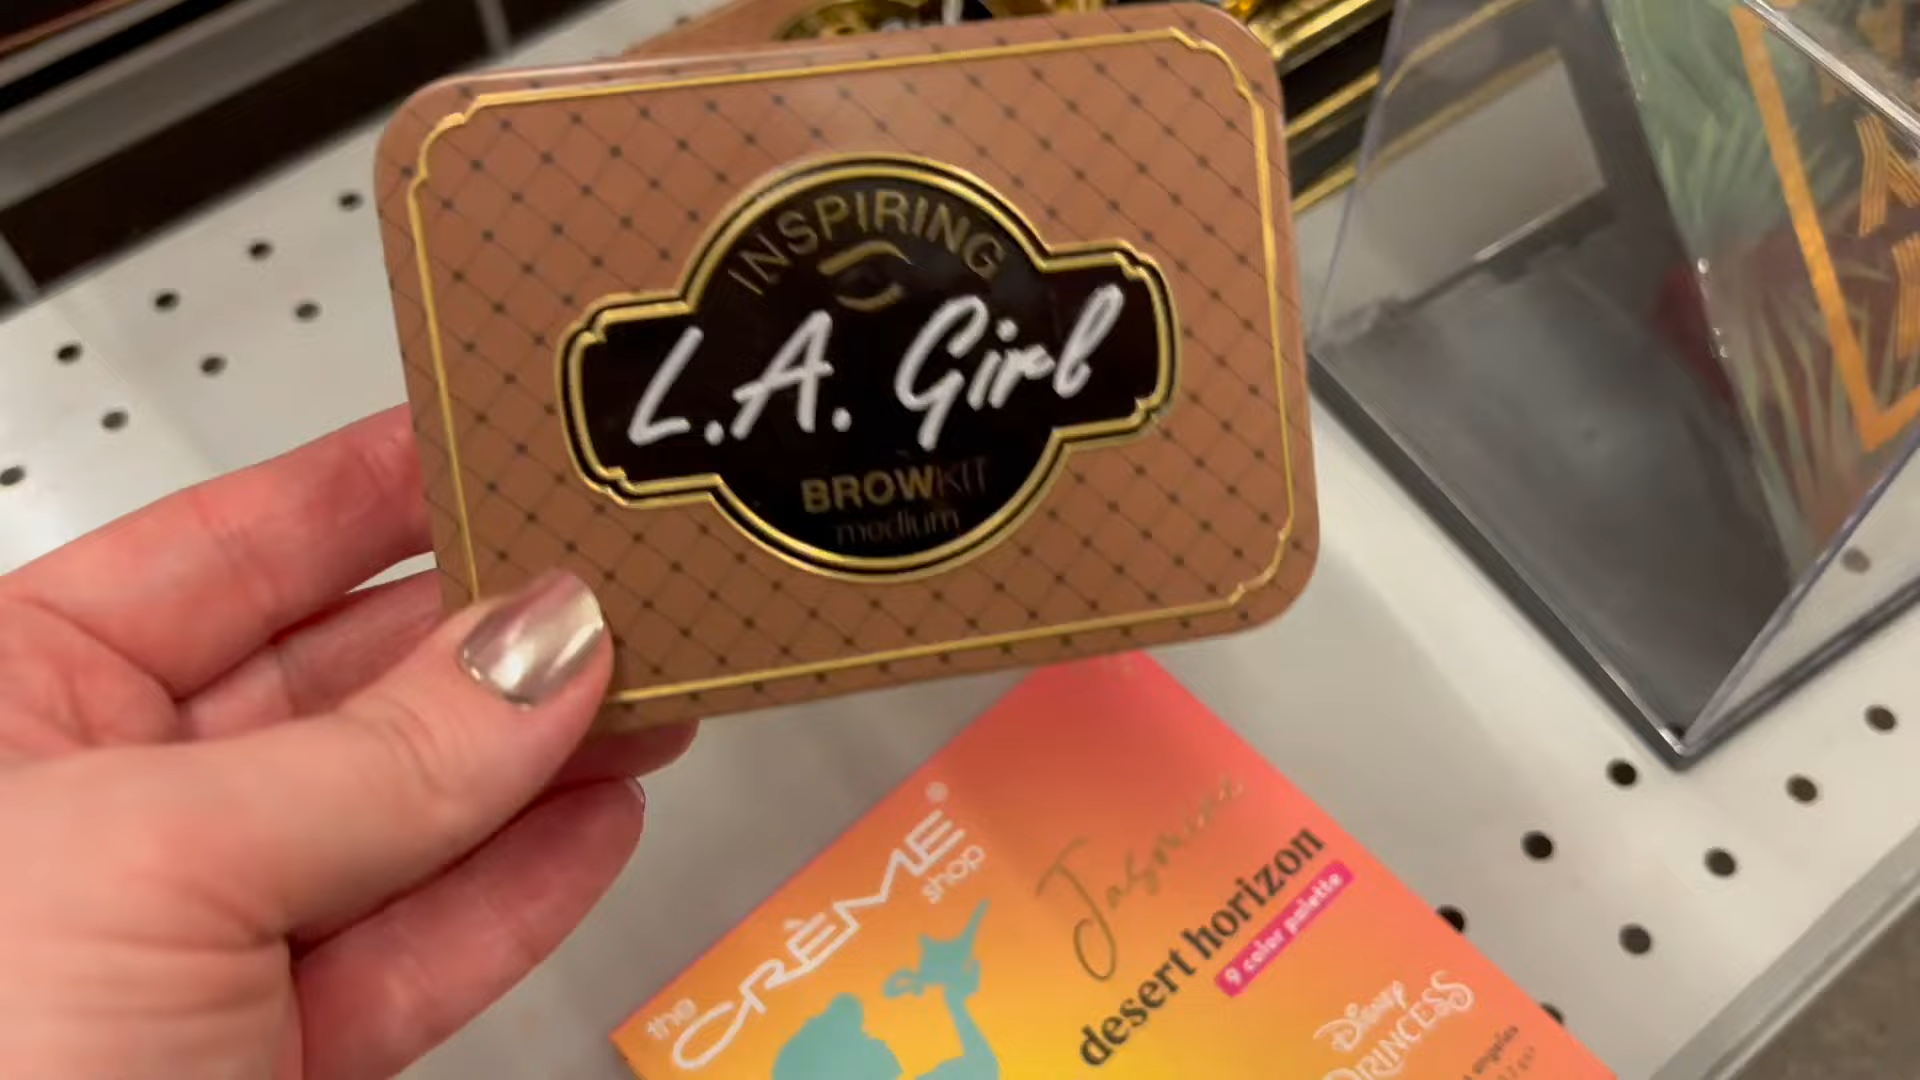 INSPIRING
L.A. Girl
BROWKIT
medium
the
CRÈME®
shop
Jasmine
desert horizon
9 color palette
Disney
PRINCESS